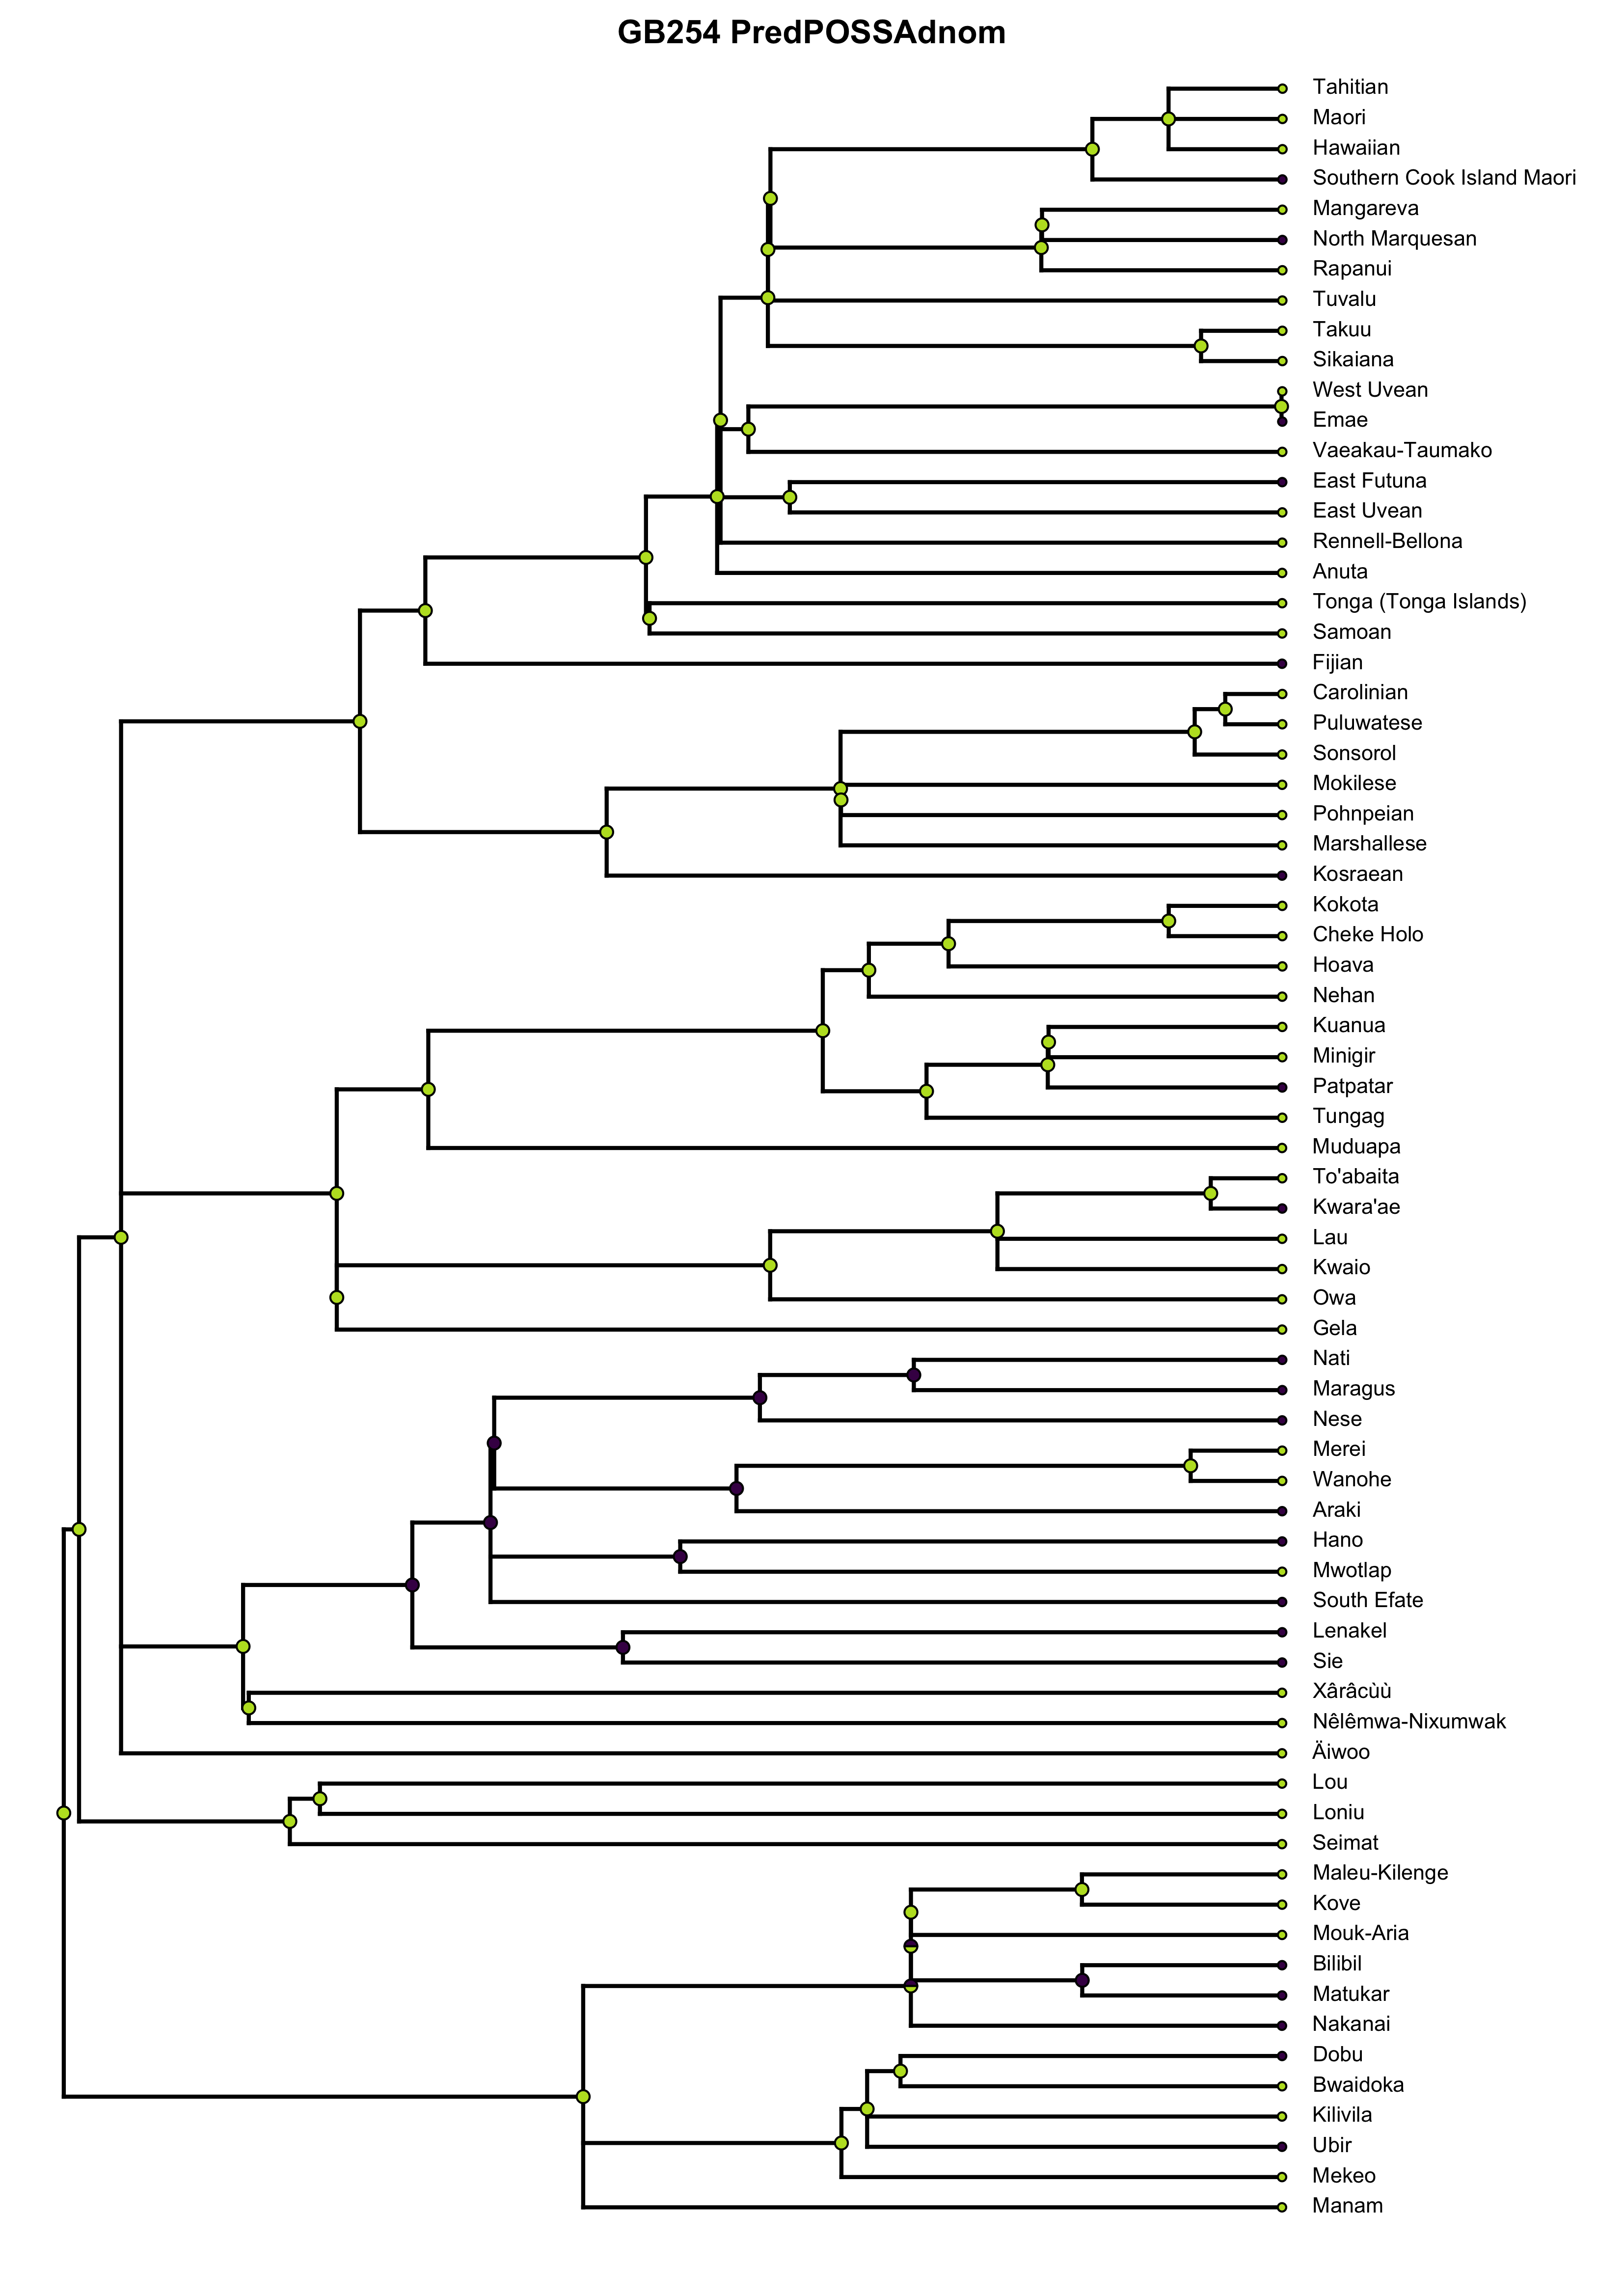 GB254 PredPOSSAdnom
Tahitian
Maori
Hawaiian
Southern Cook Island Maori
Mangareva
North Marquesan
Rapanui
Tuvalu
Takuu
Sikaiana
West Uvean
Emae
Vaeakau-Taumako
East Futuna
East Uvean
Rennell-Bellona
Anuta
Tonga (Tonga Islands)
Samoan
Fijian
Carolinian
Puluwatese
Sonsorol
Mokilese
Pohnpeian
Marshallese
Kosraean
Kokota
Cheke Holo
Hoava
Nehan
Kuanua
Minigir
Patpatar
Tungag
Muduapa
To'abaita
Kwara'ae
Lau
Kwaio
Owa
Gela
Nati
Maragus
Nese
Merei
Wanohe
Araki
Hano
Mwotlap
South Efate
Lenakel
Sie
Xârâcùù
Nêlêmwa-Nixumwak
Äiwoo
Lou
Loniu
Seimat
Maleu-Kilenge
Kove
Mouk-Aria
Bilibil
Matukar
Nakanai
Dobu
Bwaidoka
Kilivila
Ubir
Mekeo
Manam